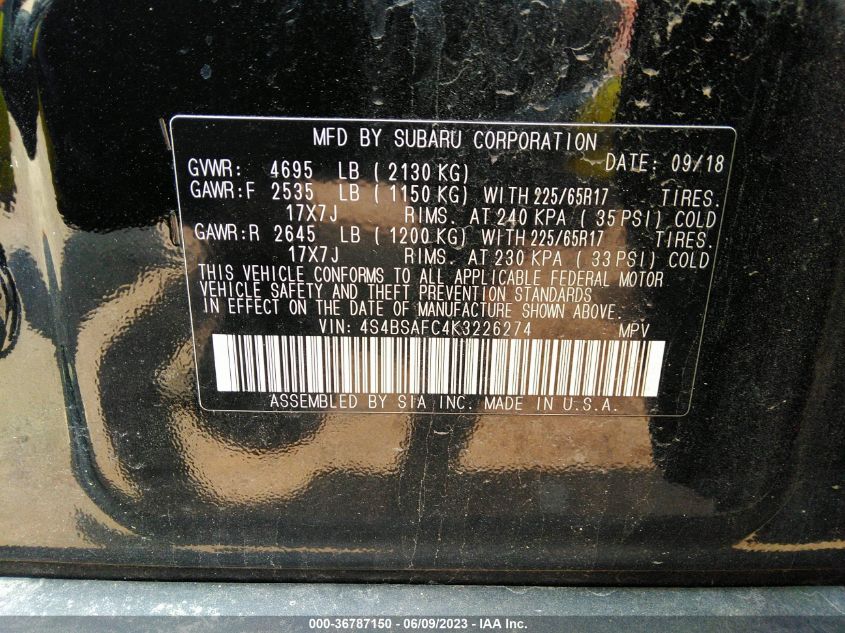 MFD BY SUBARU CORPORATION
GVWR: 4695 LB ( 2130 KG) DATE: 09/18
GAWR:F 2535 LB ( 1150 KG) WITH 225/65R17 TIRES.
17X7J RIMS. AT 240 KPA ( 35 PSI) COLD
GAWR:R 2645 LB ( 1200 KG) WITH 225/65R17 TIRES.
17X7J RIMS. AT 230 KPA ( 33 PSI) COLD
THIS VEHICLE CONFORMS TO ALL APPLICABLE FEDERAL MOTOR
VEHICLE SAFETY AND THEFT PREVENTION STANDARDS
IN EFFECT ON THE DATE OF MANUFACTURE SHOWN ABOVE.
VIN: 4S4BSAFC4K3226274 MPV
ASSEMBLED BY SIA INC. MADE IN U.S.A.
000-36787150 - 06/09/2023 - IAA Inc.